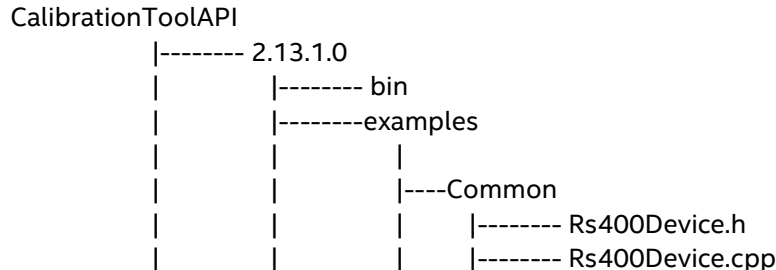 CalibrationToolAPI
|-------- 2.13.1.0
| |-------- bin
| |--------examples
| | |
| | |----Common
| | | |-------- Rs400Device.h
| | | |-------- Rs400Device.cpp